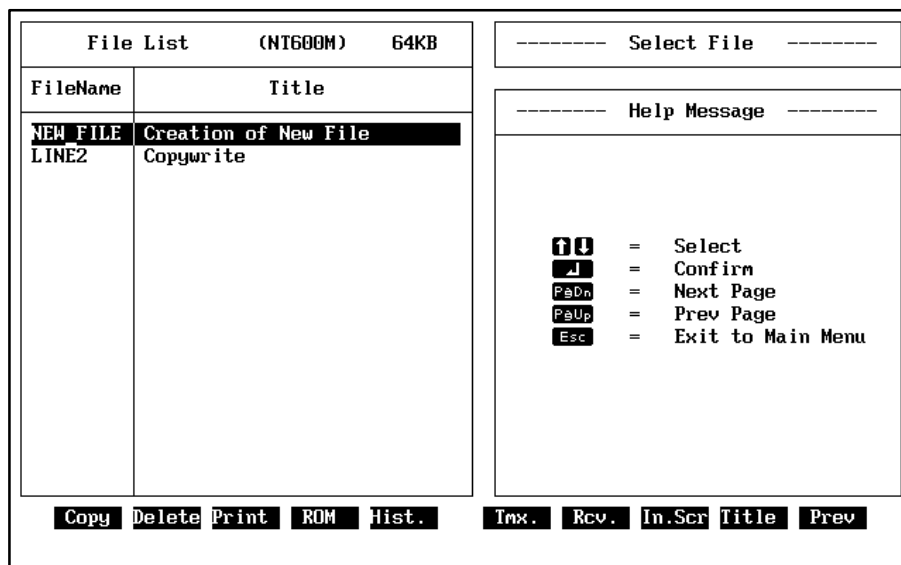 File List (NT600M) 64KB
FileName Title
NEW_FILE Creation of New File
LINE2 Copywrite
-------- Select File --------
-------- Help Message --------
↑ ↓ = Select
↵ = Confirm
PgDn = Next Page
PgUp = Prev Page
Esc = Exit to Main Menu
Copy Delete Print ROM Hist. Tmx. Rcv. In.Scr Title Prev